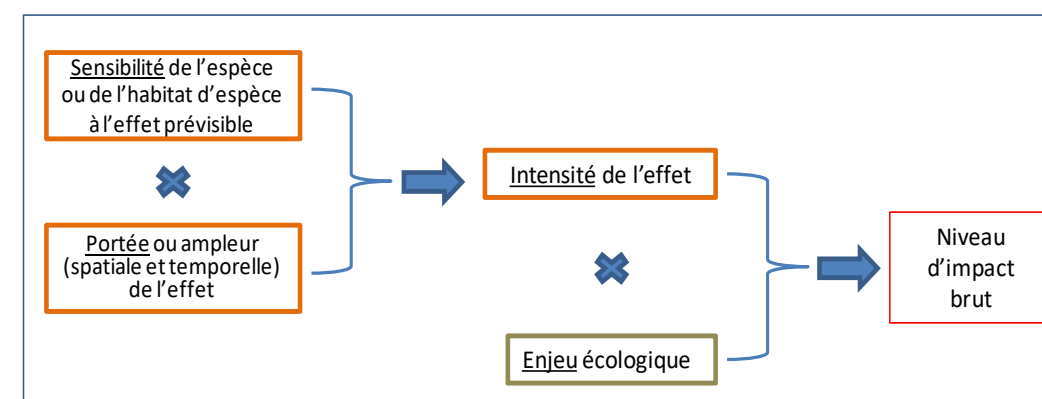 Sensibilité de l'espèce
ou de l'habitat d'espèce
à l'effet prévisible
Portée ou ampleur
(spatiale et temporelle)
de l'effet
Intensité de l'effet
Enjeu écologique
Niveau
d'impact
brut